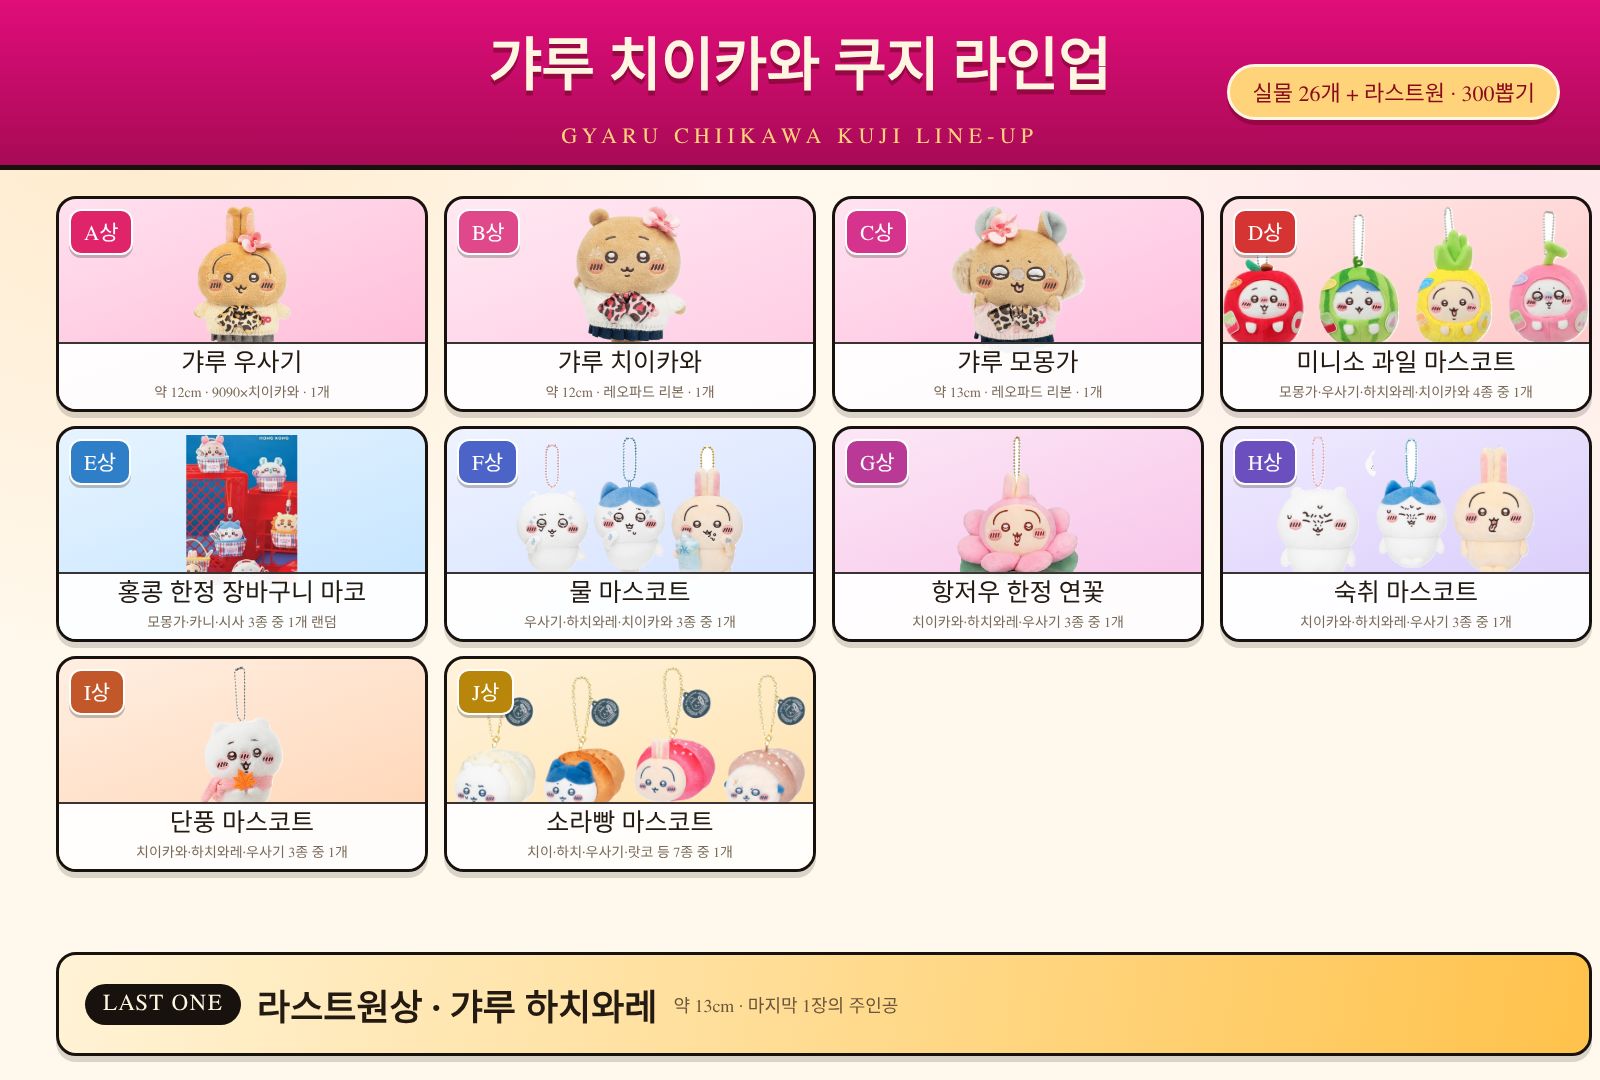 갸루 치이카와 쿠지 라인업
실물 26개 + 라스트원 · 300뽑기
GYARU CHIIKAWA KUJI LINE-UP
A상
갸루 우사기
약 12cm · 9090×치이카와 · 1개
B상
갸루 치이카와
약 12cm · 레오파드 리본 · 1개
C상
갸루 모몽가
약 13cm · 레오파드 리본 · 1개
D상
미니소 과일 마스코트
모몽가·우사기·하치와레·치이카와 4종 중 1개
E상
HONG KONG
홍콩 한정 장바구니 마코
모몽가·카니·시사 3종 중 1개 랜덤
F상
물 마스코트
우사기·하치와레·치이카와 3종 중 1개
G상
항저우 한정 연꽃
치이카와·하치와레·우사기 3종 중 1개
H상
숙취 마스코트
치이카와·하치와레·우사기 3종 중 1개
I상
단풍 마스코트
치이카와·하치와레·우사기 3종 중 1개
J상
소라빵 마스코트
치이·하치·우사기·랏코 등 7종 중 1개
LAST ONE
라스트원상 · 갸루 하치와레
약 13cm · 마지막 1장의 주인공